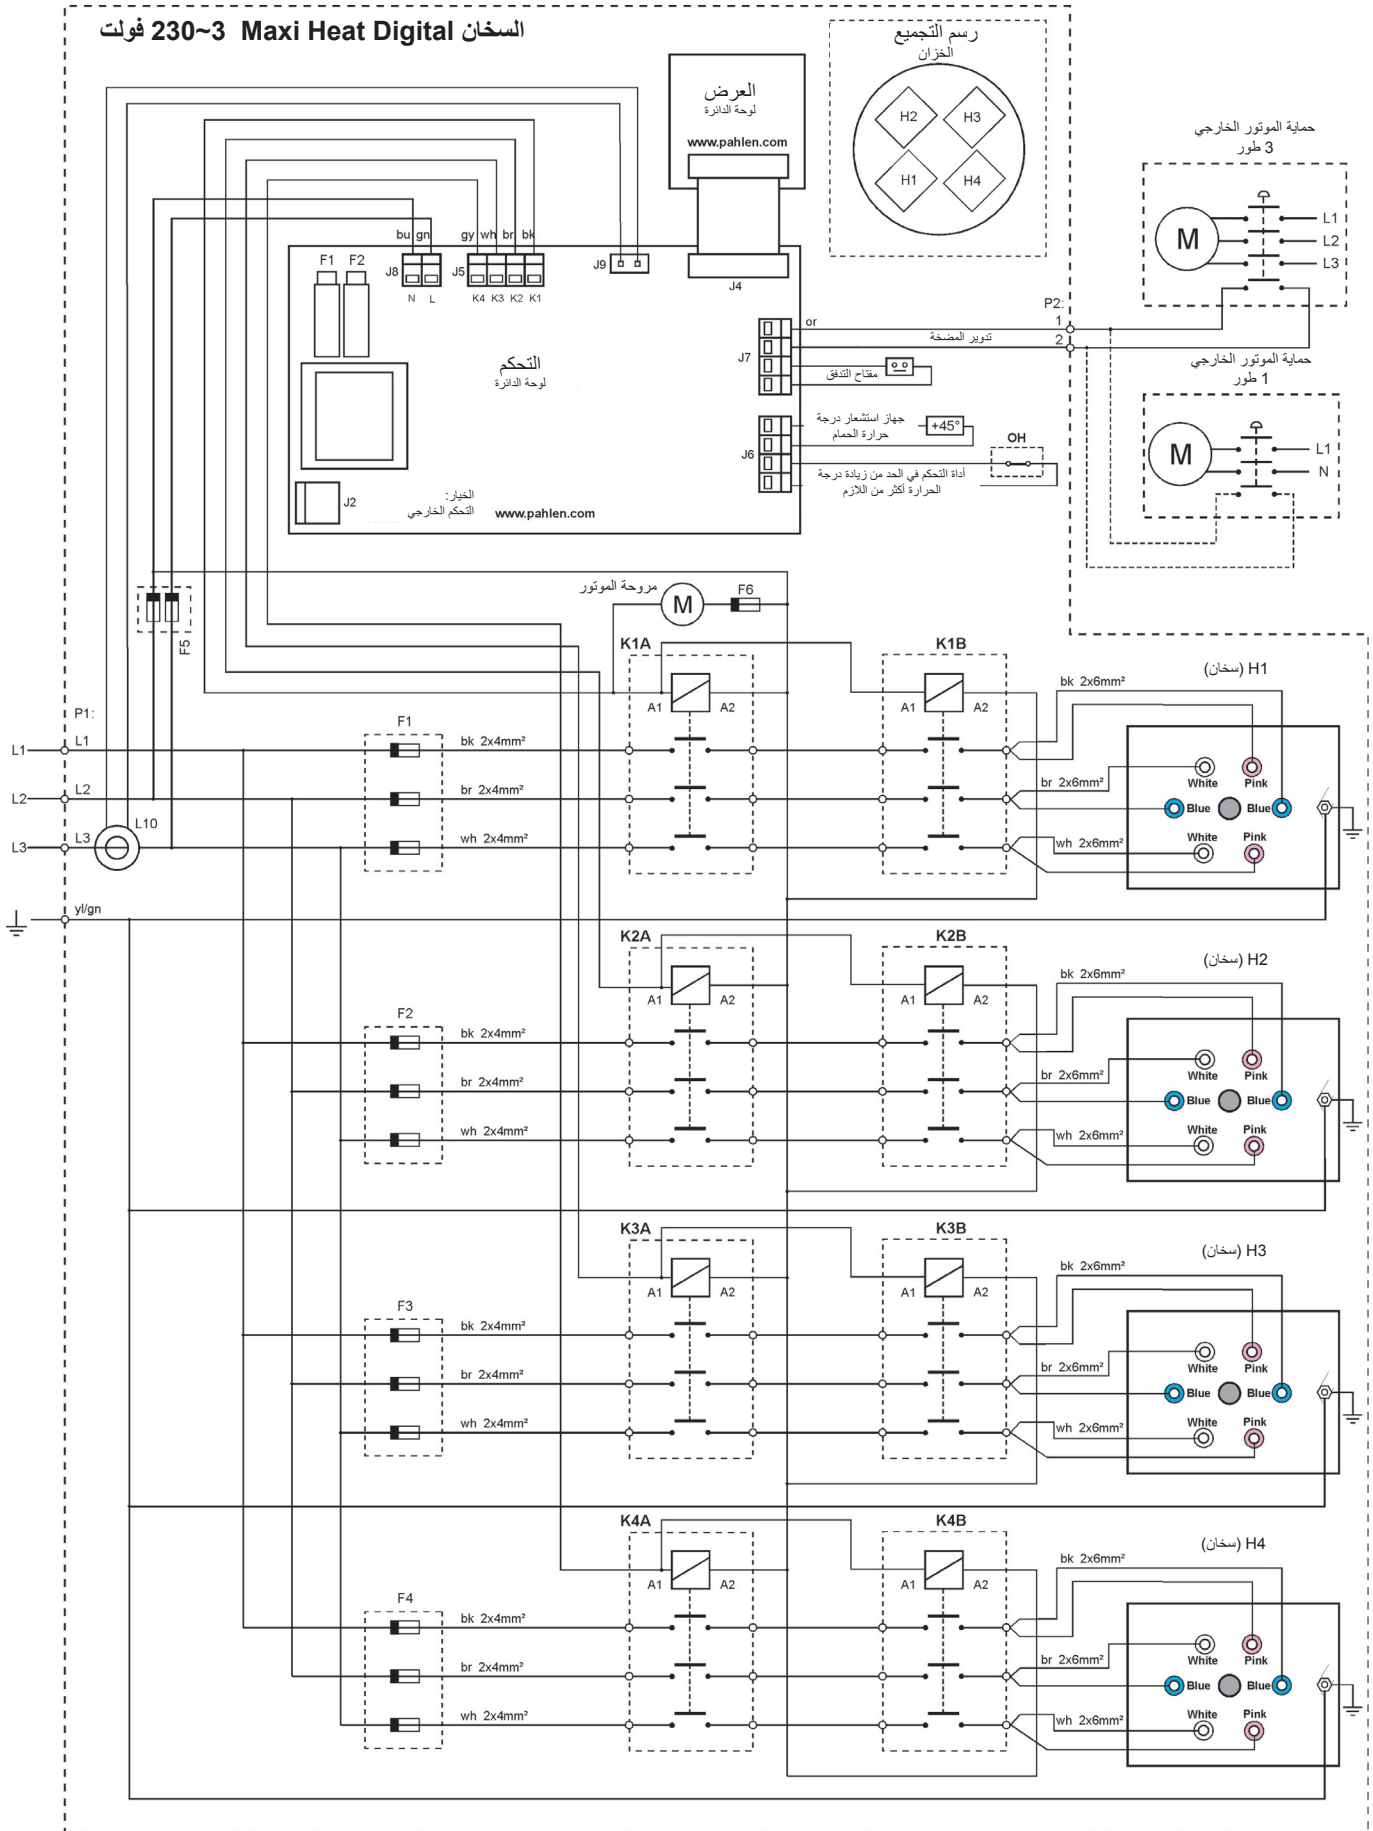 السخان Maxi Heat Digital 230~3 فولت
رسم التجميع
الخزان
H2
H3
H1
H4
العرض
لوحة الدائرة
www.pahlen.com
حماية الموتور الخارجي
3 طور
M
L1
L2
L3
حماية الموتور الخارجي
1 طور
M
L1
N
bu gn
gy wh br bk
F1 F2
J8
N L
J5
K4 K3 K2 K1
J9
J4
التحكم
لوحة الدائرة
P2:
or
1
تدوير المضخة
2
J7
مفتاح التدفق
J6
جهاز استشعار درجة
حرارة الحمام
+45°
OH
أداة التحكم في الحد من زيادة درجة
الحرارة أكثر من اللازم
J2
الخيار:
التحكم الخارجي
www.pahlen.com
مروحة الموتور
M
F6
F5
P1:
L1 L1
L2 L2
L3 L3
L10
yl/gn
K1A
K1B
H1 (سخان)
A1 A2
A1 A2
F1
bk 2x4mm²
br 2x4mm²
wh 2x4mm²
bk 2x6mm²
br 2x6mm²
wh 2x6mm²
White Pink
Blue Blue
White Pink
K2A
K2B
H2 (سخان)
A1 A2
A1 A2
F2
bk 2x4mm²
br 2x4mm²
wh 2x4mm²
bk 2x6mm²
br 2x6mm²
wh 2x6mm²
White Pink
Blue Blue
White Pink
K3A
K3B
H3 (سخان)
A1 A2
A1 A2
F3
bk 2x4mm²
br 2x4mm²
wh 2x4mm²
bk 2x6mm²
br 2x6mm²
wh 2x6mm²
White Pink
Blue Blue
White Pink
K4A
K4B
H4 (سخان)
A1 A2
A1 A2
F4
bk 2x4mm²
br 2x4mm²
wh 2x4mm²
bk 2x6mm²
br 2x6mm²
wh 2x6mm²
White Pink
Blue Blue
White Pink